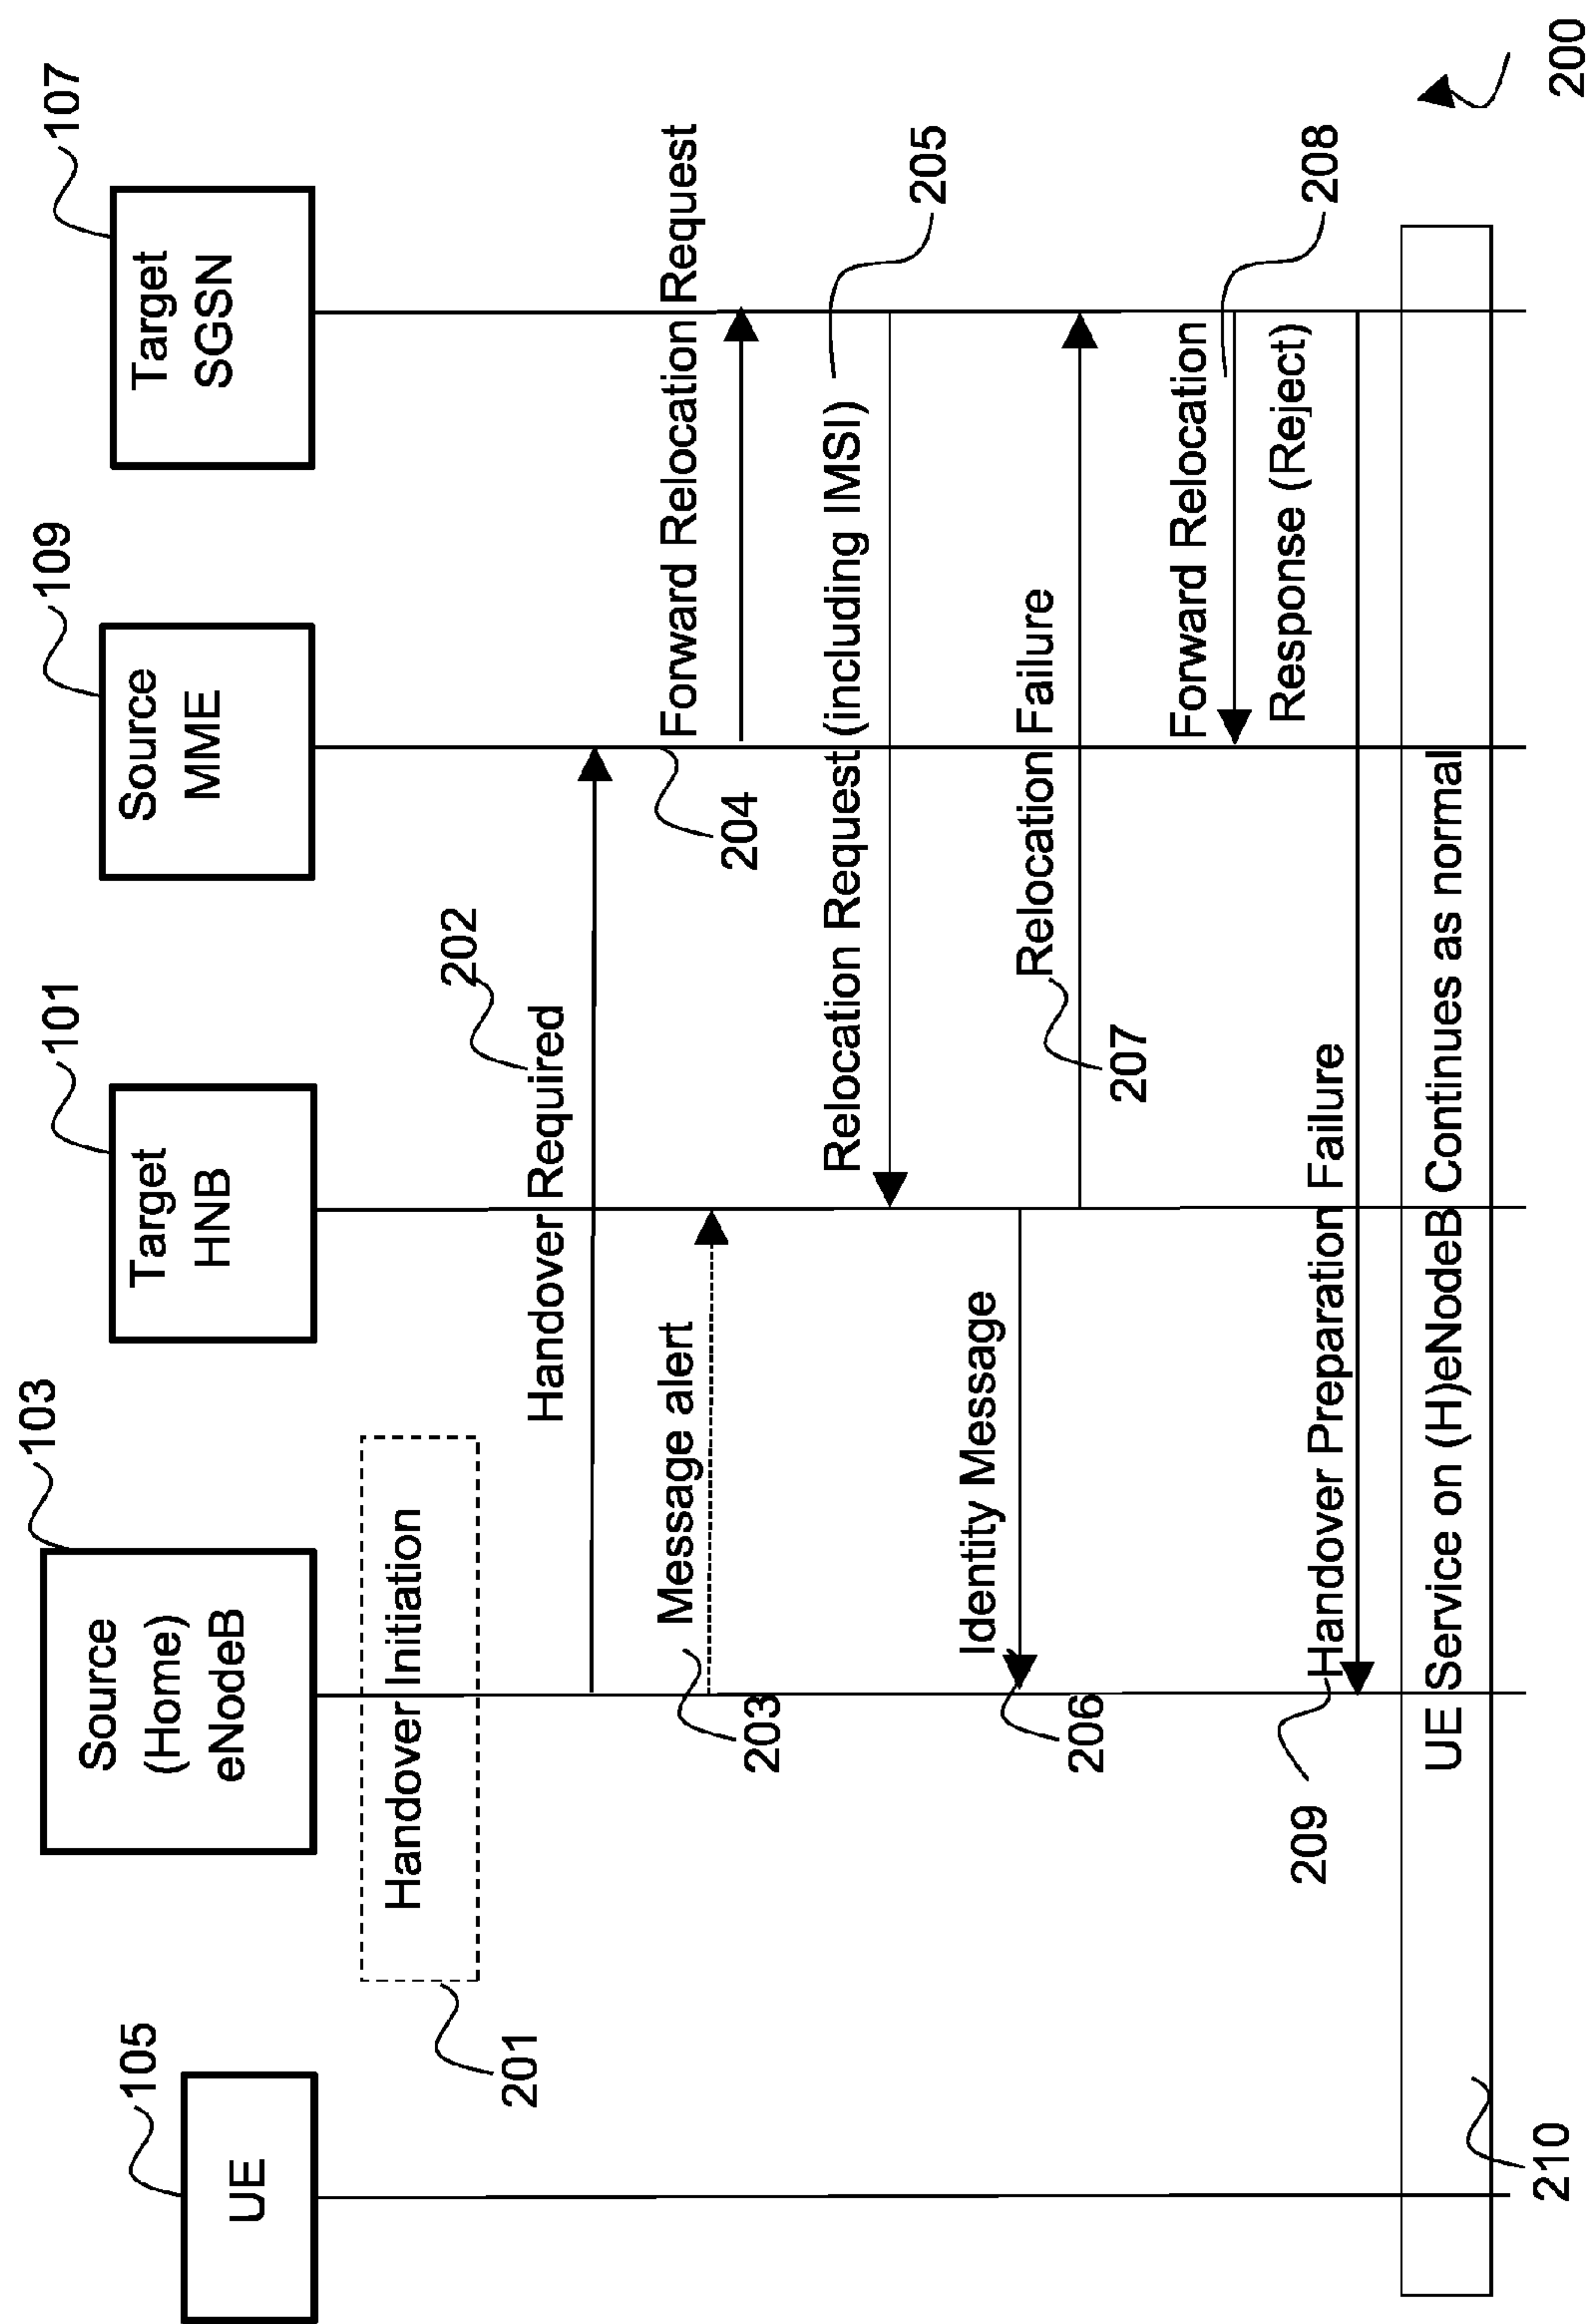 105
103
101
109
107
UE
Source
(Home)
eNodeB
Target
HNB
Source
MME
Target
SGSN
201
Handover Initiation
202
Handover Required
203
Message alert
204
Forward Relocation Request
Relocation Request (including IMSI)
205
206
Identity Message
207
Relocation Failure
Forward Relocation
Response (Reject)
208
209
Handover Preparation Failure
UE Service on (H)eNodeB Continues as normal
210
200